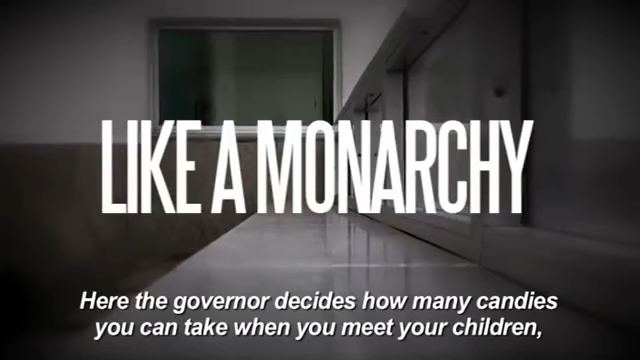 LIKE A MONARCHY
Here the governor decides how many candies
you can take when you meet your children,